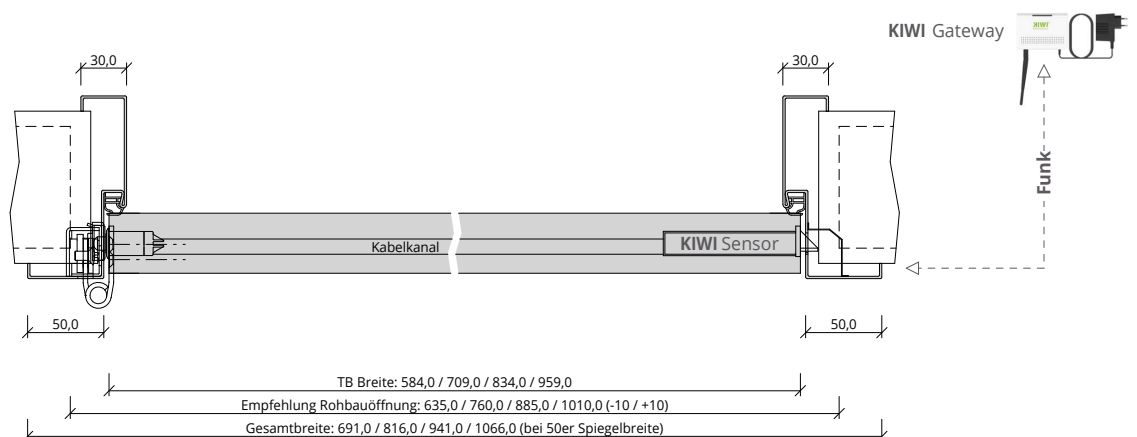 KIWI Gateway
KIWI
30,0
30,0
Funk
Kabelkanal
KIWI Sensor
50,0
50,0
TB Breite: 584,0 / 709,0 / 834,0 / 959,0
Empfehlung Rohbauöffnung: 635,0 / 760,0 / 885,0 / 1010,0 (-10 / +10)
Gesamtbreite: 691,0 / 816,0 / 941,0 / 1066,0 (bei 50er Spiegelbreite)